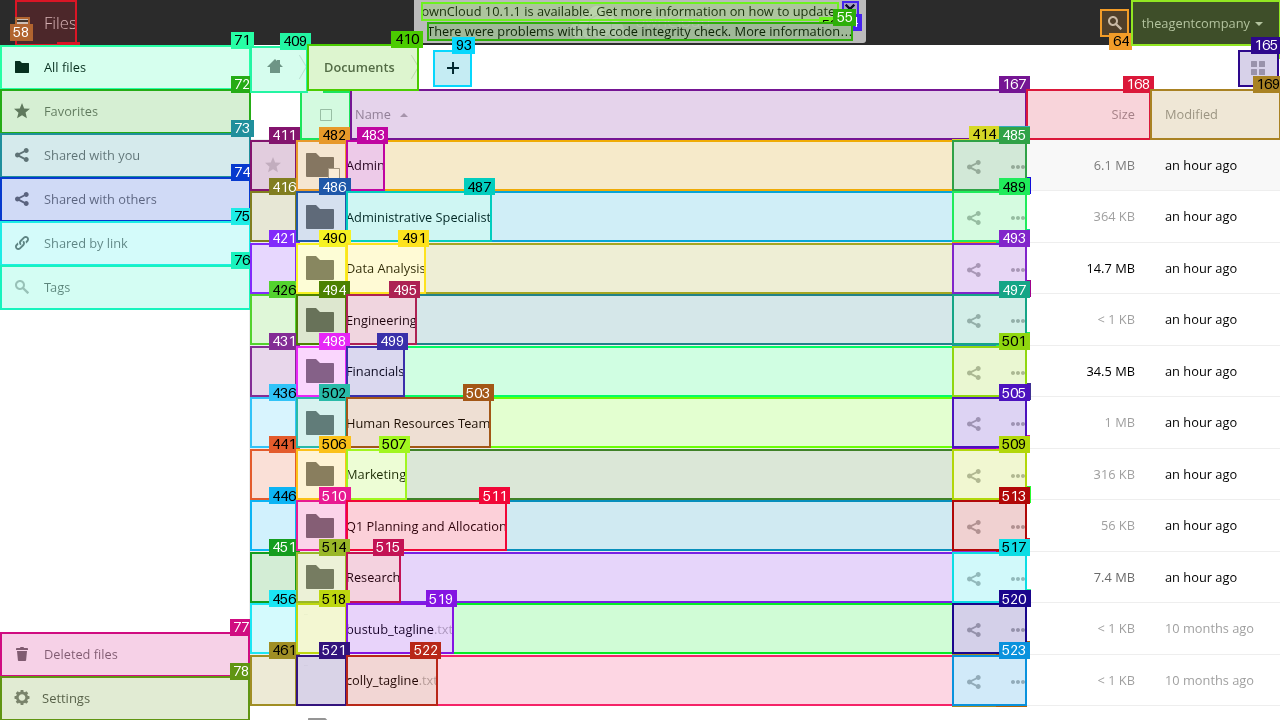 Files
58
ownCloud 10.1.1 is available. Get more information on how to update
There were problems with the code integrity check. More information...
55
theagentcompany
64
71
409
410
93
165
All files
Documents
+
72
167
168
169
Favorites
Name
Size
Modified
73
411
482
483
414
485
Shared with you
Admin
6.1 MB
an hour ago
74
416
486
487
489
Shared with others
Administrative Specialist
364 KB
an hour ago
75
421
490
491
493
Shared by link
Data Analysis
14.7 MB
an hour ago
76
426
494
495
497
Tags
Engineering
< 1 KB
an hour ago
431
498
499
501
Financials
34.5 MB
an hour ago
436
502
503
505
Human Resources Team
1 MB
an hour ago
441
506
507
509
Marketing
316 KB
an hour ago
446
510
511
513
Q1 Planning and Allocation
56 KB
an hour ago
451
514
515
517
Research
7.4 MB
an hour ago
456
518
519
520
bustub_tagline.txt
< 1 KB
10 months ago
77
461
521
522
523
Deleted files
colly_tagline.txt
< 1 KB
10 months ago
78
Settings